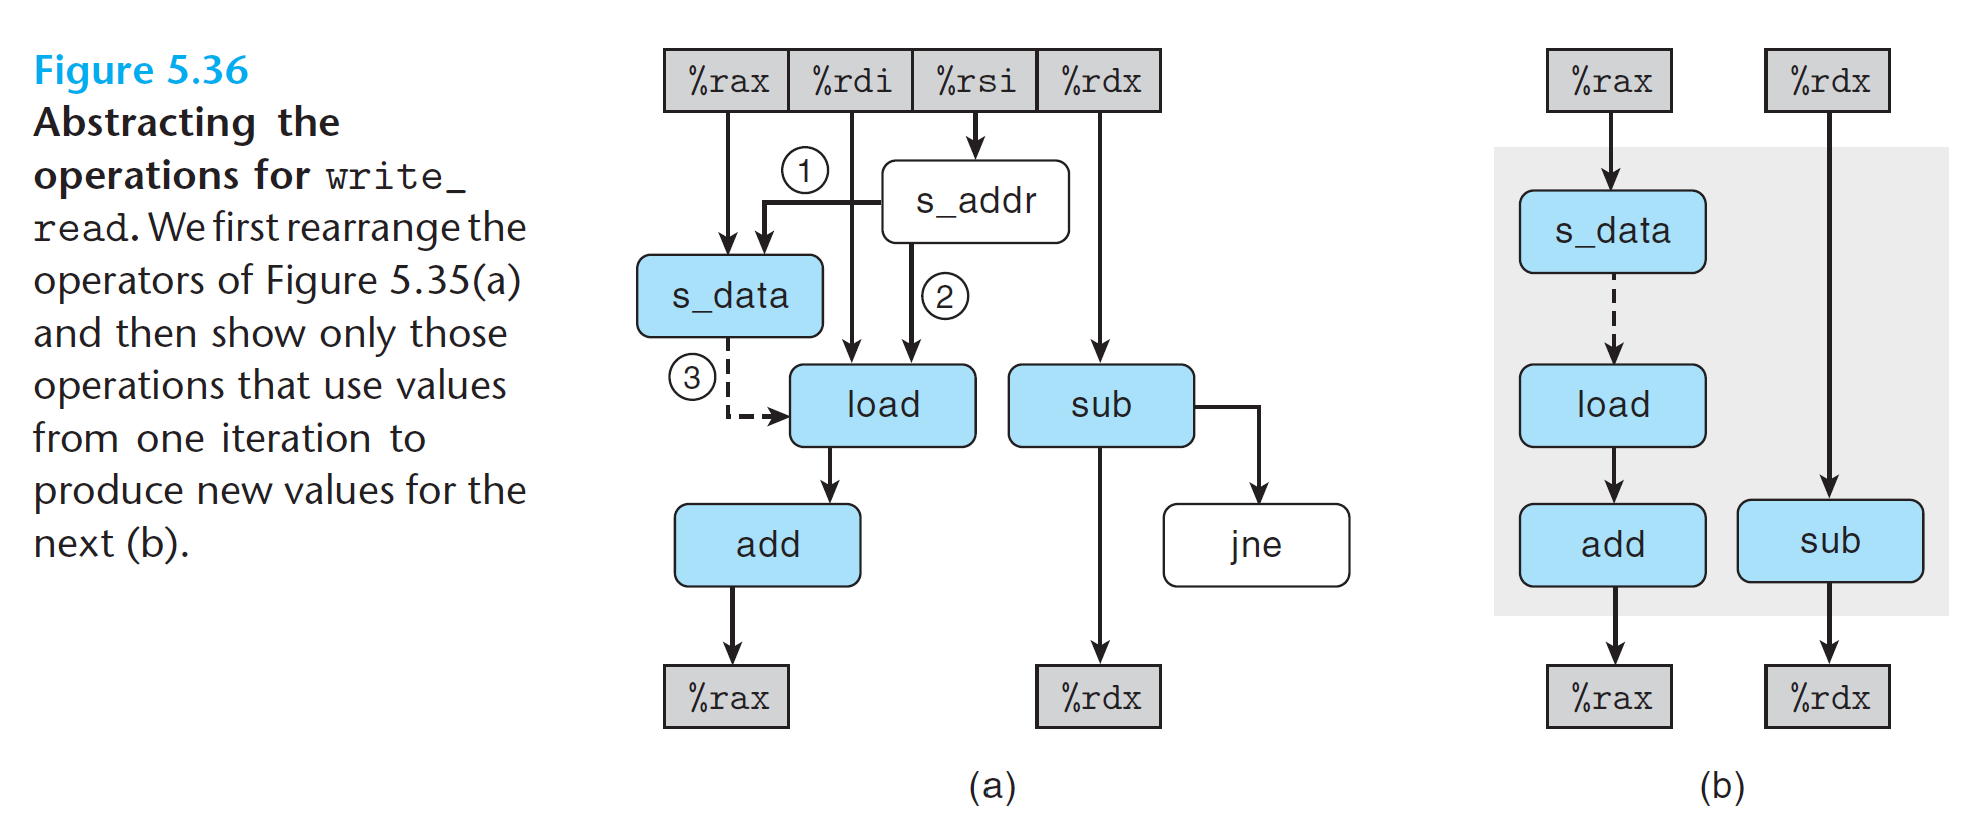 Figure 5.36
Abstracting the
operations for write_
read. We first rearrange the
operators of Figure 5.35(a)
and then show only those
operations that use values
from one iteration to
produce new values for the
next (b).
%rax %rdi %rsi %rdx
1
s_addr
s_data
2
3
load
sub
add
jne
%rax
%rdx
(a)
%rax
%rdx
s_data
load
add
sub
%rax
%rdx
(b)